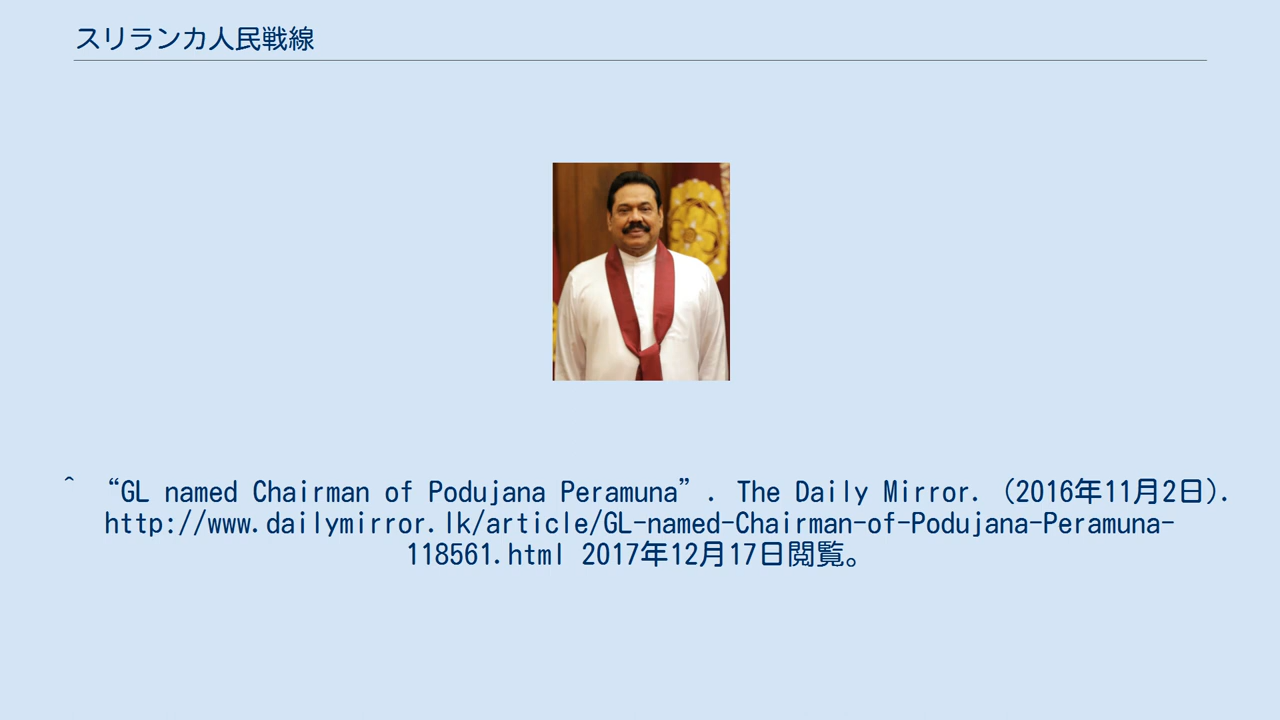 スリランカ人民戦線
^ “GL named Chairman of Podujana Peramuna”. The Daily Mirror. (2016年11月2日).
http://www.dailymirror.lk/article/GL-named-Chairman-of-Podujana-Peramuna-
118561.html 2017年12月17日閲覧。